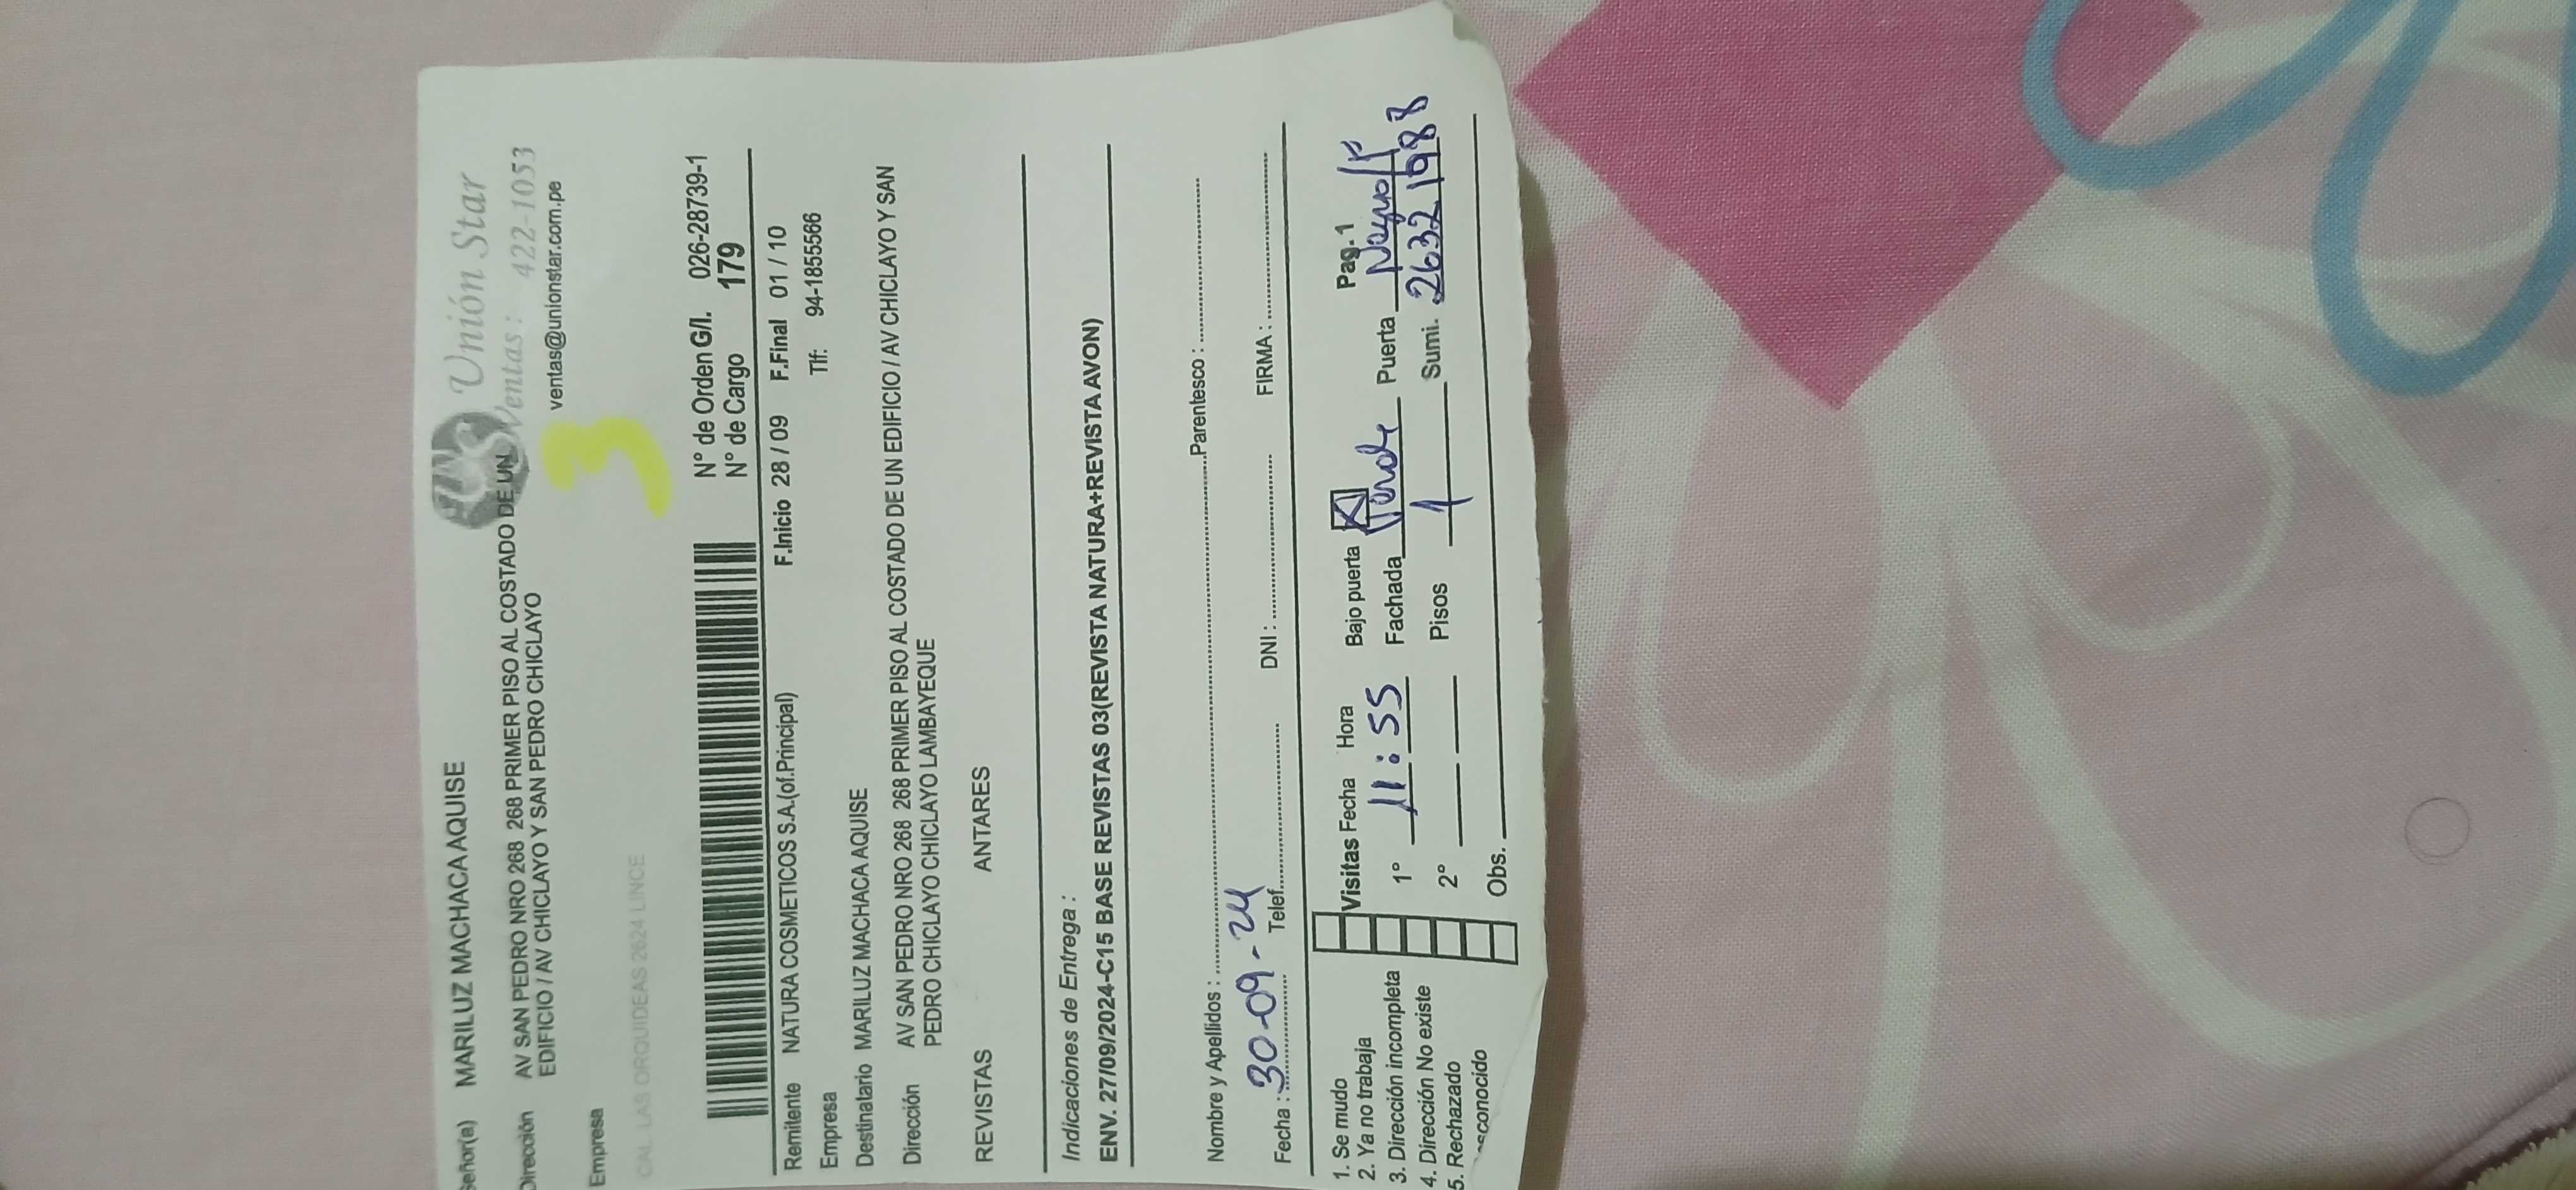 Señor(a) MARILUZ MACHACA AQUISE
Unión Star
Ventas : 422-1053
Dirección AV SAN PEDRO NRO 268 268 PRIMER PISO AL COSTADO DE UN
EDIFICIO / AV CHICLAYO Y SAN PEDRO CHICLAYO
ventas@unionstar.com.pe
3
Empresa
CAL LAS ORQUIDEAS 2624 LINCE
N° de Orden G/I. 026-28739-1
N° de Cargo 179
Remitente NATURA COSMETICOS S.A.(of.Principal) F.Inicio 28 / 09 F.Final 01 / 10
Empresa Tlf: 94-1855566
Destinatario MARILUZ MACHACA AQUISE
Dirección AV SAN PEDRO NRO 268 268 PRIMER PISO AL COSTADO DE UN EDIFICIO / AV CHICLAYO Y SAN
PEDRO CHICLAYO CHICLAYO LAMBAYEQUE
REVISTAS ANTARES
Indicaciones de Entrega :
ENV. 27/09/2024-C15 BASE REVISTAS 03(REVISTA NATURA+REVISTA AVON)
Nombre y Apellidos : Parentesco :
Fecha : 30-09-24 Telef. DNI : FIRMA :
1. Se mudo
2. Ya no trabaja
3. Dirección incompleta
4. Dirección No existe
5. Rechazado
Visitas Fecha Hora Bajo puerta Pag.1
1° 11:55 Fachada Puerta
2° Pisos 1 Sumi. 26321988
Obs.